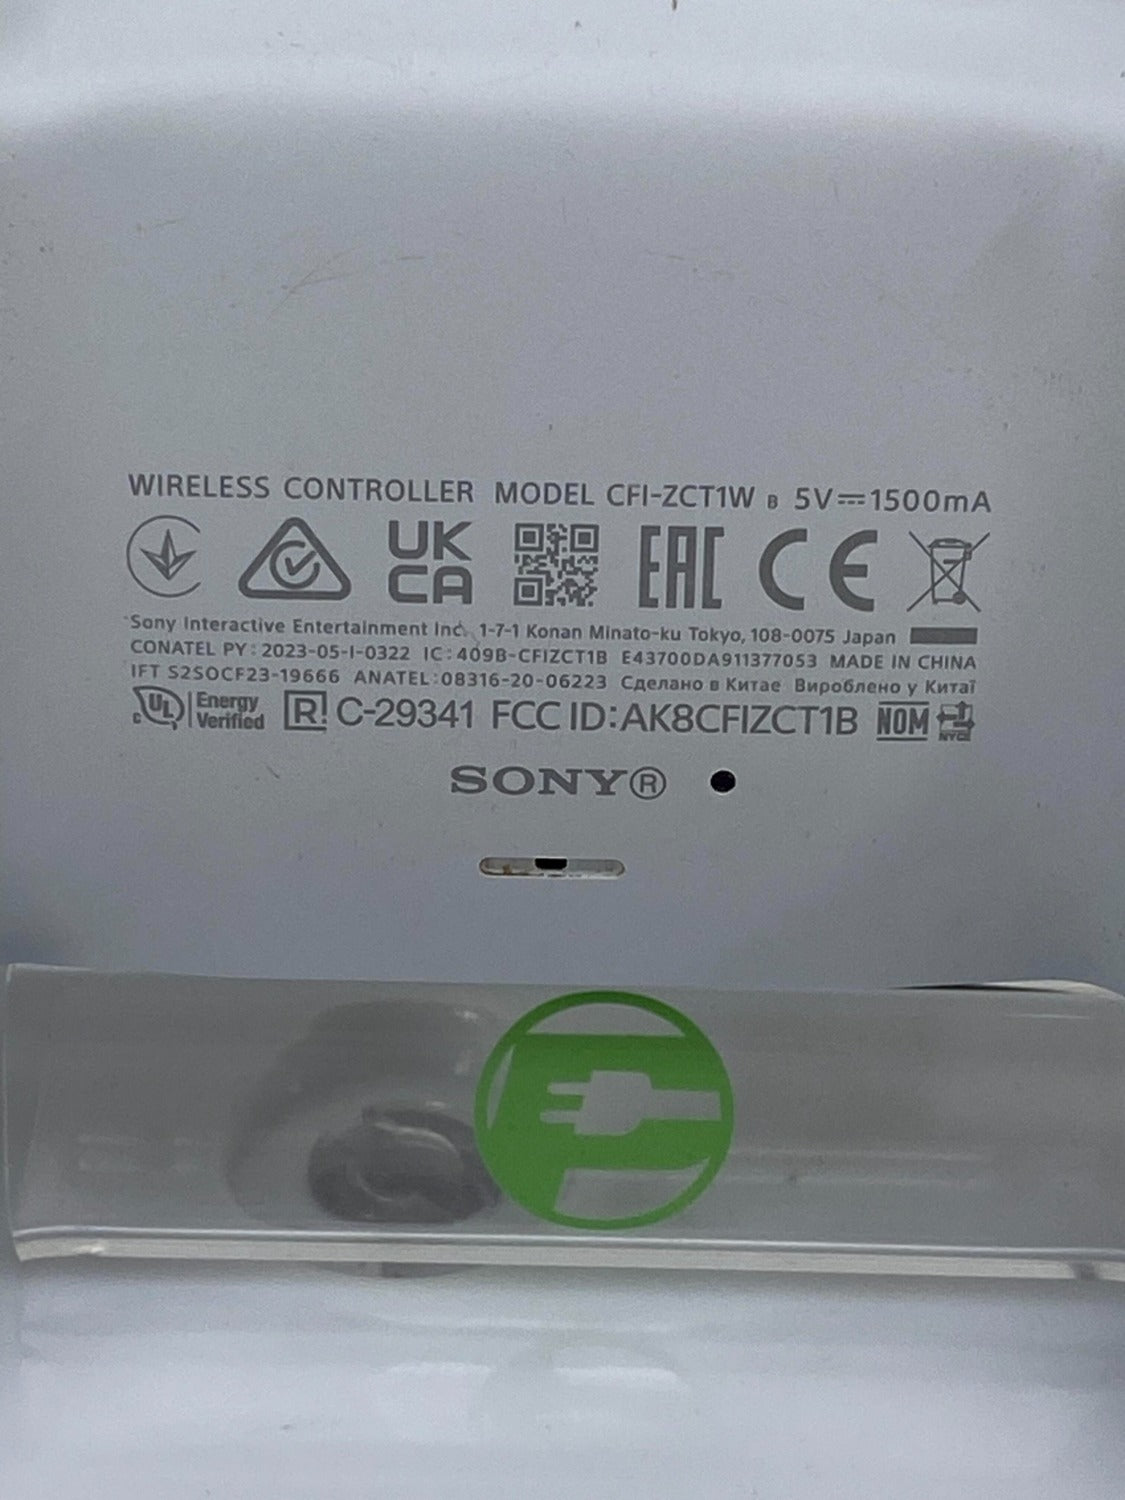 WIRELESS CONTROLLER MODEL CFI-ZCT1W B 5V⎓1500mA
UK
CA
EAC CE
Sony Interactive Entertainment Inc. 1-7-1 Konan Minato-ku Tokyo, 108-0075 Japan
CONATEL PY:2023-05-I-0322 IC:409B-CFIZCT1B E43700DA911377053 MADE IN CHINA
IFT S2SOCF23-19666 ANATEL:08316-20-06223 Сделано в Китае Вироблено у Китаї
c UL Energy Verified R! C-29341 FCC ID:AK8CFIZCT1B NOM NYCE
SONY®